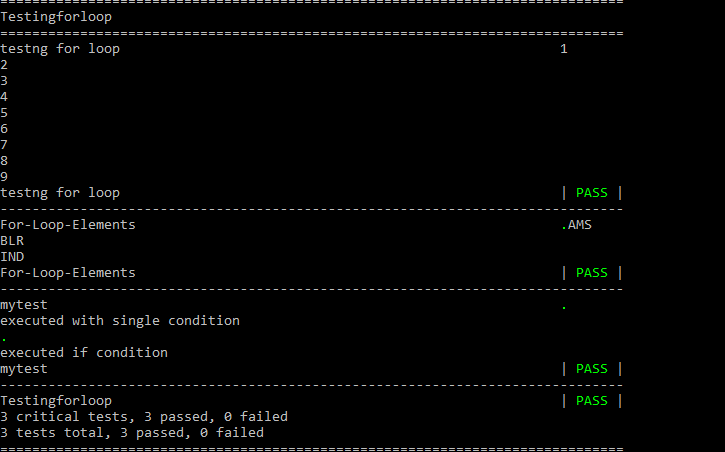 ==============================================================================
Testingforloop
==============================================================================
testng for loop                                                       1
2
3
4
5
6
7
8
9
testng for loop                                                       | PASS |
------------------------------------------------------------------------------
For-Loop-Elements                                                     .AMS
BLR
IND
For-Loop-Elements                                                     | PASS |
------------------------------------------------------------------------------
mytest                                                                .
executed with single condition
.
executed if condition
mytest                                                                | PASS |
------------------------------------------------------------------------------
Testingforloop                                                        | PASS |
3 critical tests, 3 passed, 0 failed
3 tests total, 3 passed, 0 failed
==============================================================================